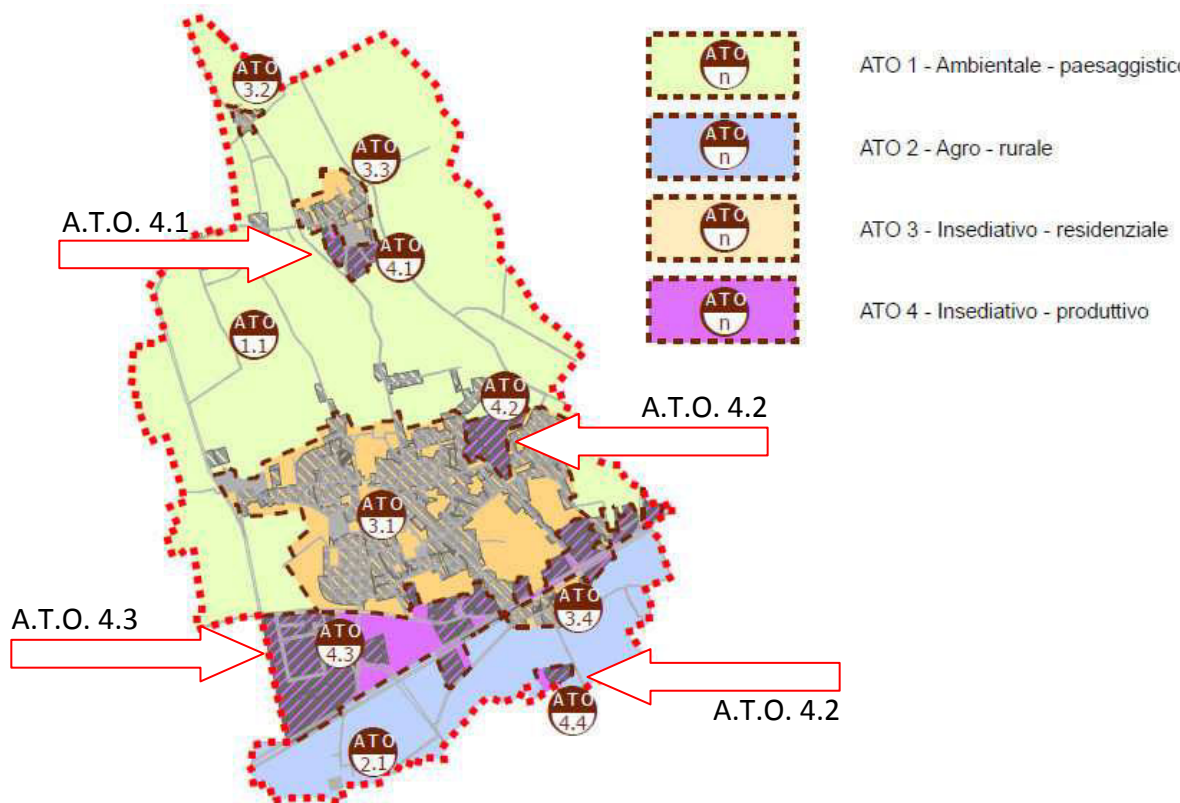 ATO
3.2
ATO
3.3
A.T.O. 4.1
ATO
4.1
ATO
1.1
ATO
4.2
A.T.O. 4.2
ATO
3.1
ATO
3.4
A.T.O. 4.3
ATO
4.3
ATO
4.4
A.T.O. 4.2
ATO
2.1
ATO
n
ATO 1 - Ambientale - paesaggistico
ATO
n
ATO 2 - Agro - rurale
ATO
n
ATO 3 - Insediativo - residenziale
ATO
n
ATO 4 - Insediativo - produttivo